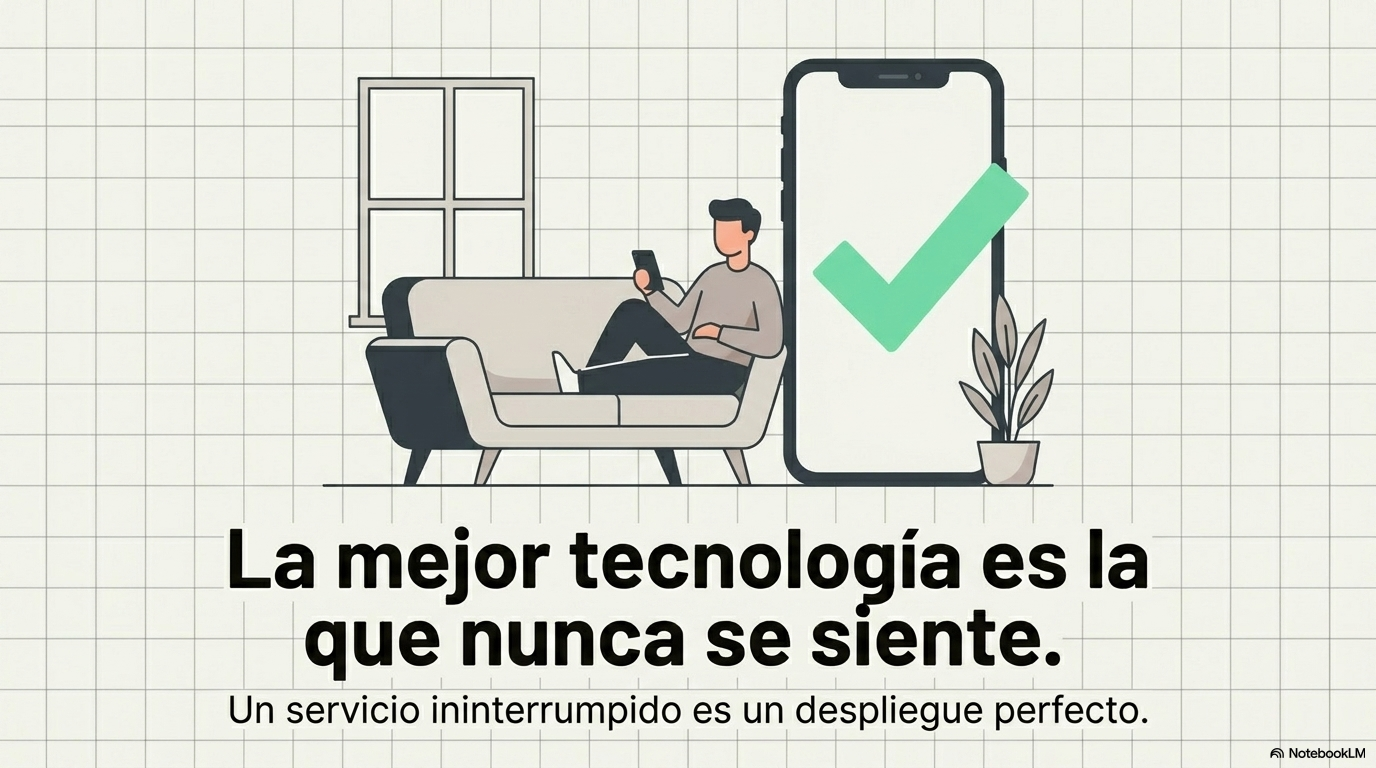 La mejor tecnología es la
que nunca se siente.
Un servicio ininterrumpido es un despliegue perfecto.
NotebookLM